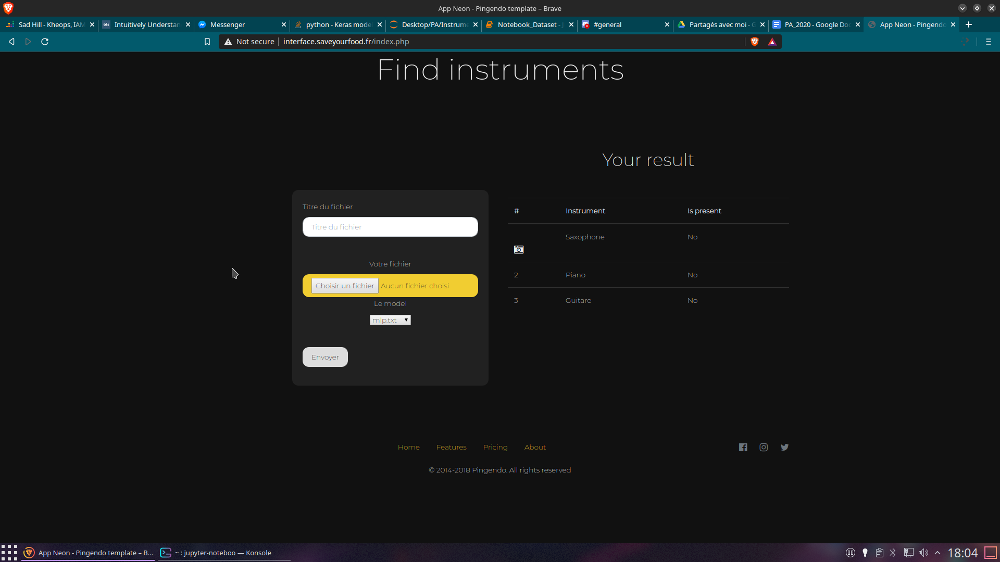 App Neon - Pingendo template – Brave
Sad Hill - Kheops, IAM
Intuitively Understan
Messenger
python - Keras mode
Desktop/PA/Instrume
Notebook_Dataset - J
#general
Partagés avec moi - G
PA_2020 - Google Doc
App Neon - Pingendo
Not secure
interface.saveyourfood.fr/index.php
Find instruments
Your result
Titre du fichier
Titre du fichier
Votre fichier
Choisir un fichier Aucun fichier choisi
Le model
mlp.txt
Envoyer
# Instrument Is present
Saxophone No
2 Piano No
3 Guitare No
Home Features Pricing About
© 2014-2018 Pingendo. All rights reserved
App Neon - Pingendo template – B...
~ : jupyter-noteboo — Konsole
18:04